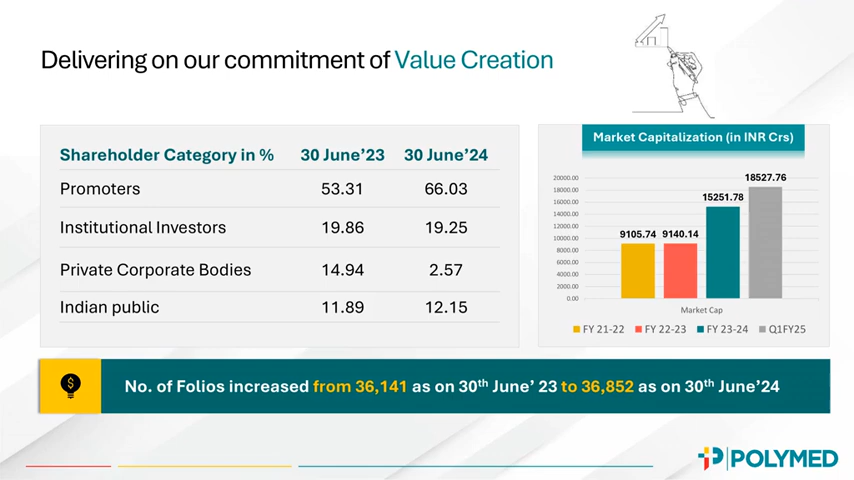 Delivering on our commitment of Value Creation
Shareholder Category in % 30 June'23 30 June'24
Promoters 53.31 66.03
Institutional Investors 19.86 19.25
Private Corporate Bodies 14.94 2.57
Indian public 11.89 12.15
Market Capitalization (in INR Crs)
20000.00
18000.00
16000.00
14000.00
12000.00
10000.00
8000.00
6000.00
4000.00
2000.00
0.00
9105.74 9140.14 15251.78 18527.76
Market Cap
FY 21-22 FY 22-23 FY 23-24 Q1FY25
$
No. of Folios increased from 36,141 as on 30th June' 23 to 36,852 as on 30th June'24
POLYMED